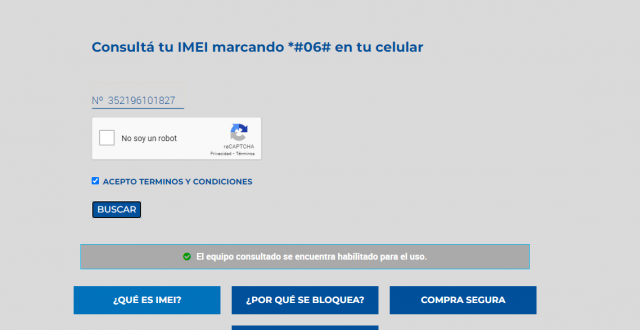 Consultá tu IMEI marcando *#06# en tu celular
Nº 352196101827
No soy un robot
reCAPTCHA
Privacidad - Términos
ACEPTO TERMINOS Y CONDICIONES
BUSCAR
El equipo consultado se encuentra habilitado para el uso.
¿QUÉ ES IMEI?
¿POR QUÉ SE BLOQUEA?
COMPRA SEGURA